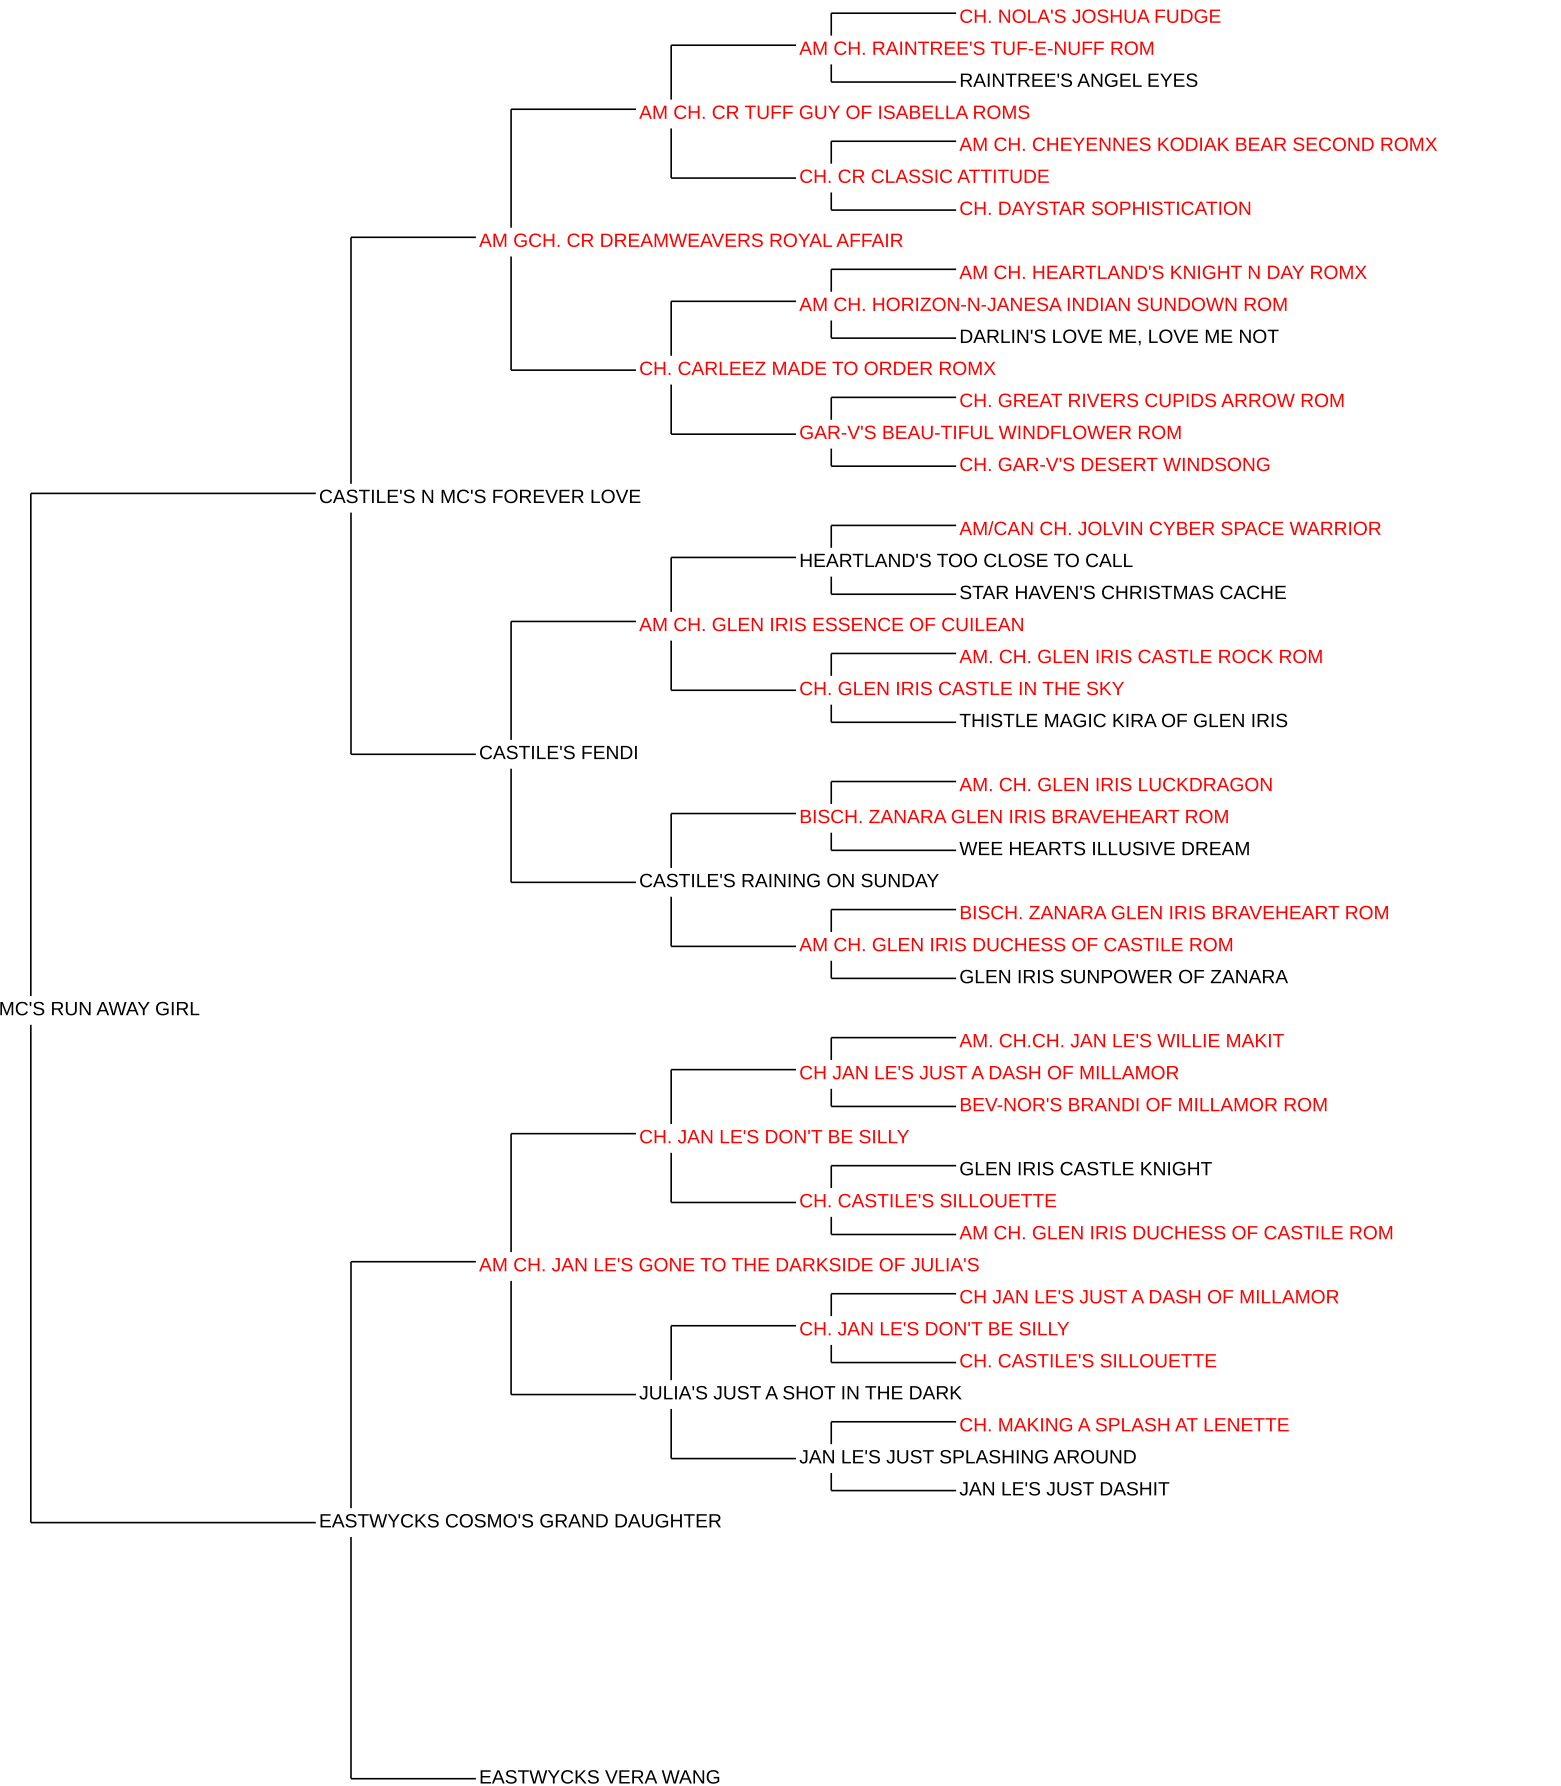 CH. NOLA'S JOSHUA FUDGE
AM CH. RAINTREE'S TUF-E-NUFF ROM
RAINTREE'S ANGEL EYES
AM CH. CR TUFF GUY OF ISABELLA ROMS
AM CH. CHEYENNES KODIAK BEAR SECOND ROMX
CH. CR CLASSIC ATTITUDE
CH. DAYSTAR SOPHISTICATION
AM GCH. CR DREAMWEAVERS ROYAL AFFAIR
AM CH. HEARTLAND'S KNIGHT N DAY ROMX
AM CH. HORIZON-N-JANESA INDIAN SUNDOWN ROM
DARLIN'S LOVE ME, LOVE ME NOT
CH. CARLEEZ MADE TO ORDER ROMX
CH. GREAT RIVERS CUPIDS ARROW ROM
GAR-V'S BEAU-TIFUL WINDFLOWER ROM
CH. GAR-V'S DESERT WINDSONG
CASTILE'S N MC'S FOREVER LOVE
AM/CAN CH. JOLVIN CYBER SPACE WARRIOR
HEARTLAND'S TOO CLOSE TO CALL
STAR HAVEN'S CHRISTMAS CACHE
AM CH. GLEN IRIS ESSENCE OF CUILEAN
AM. CH. GLEN IRIS CASTLE ROCK ROM
CH. GLEN IRIS CASTLE IN THE SKY
THISTLE MAGIC KIRA OF GLEN IRIS
CASTILE'S FENDI
AM. CH. GLEN IRIS LUCKDRAGON
BISCH. ZANARA GLEN IRIS BRAVEHEART ROM
WEE HEARTS ILLUSIVE DREAM
CASTILE'S RAINING ON SUNDAY
BISCH. ZANARA GLEN IRIS BRAVEHEART ROM
AM CH. GLEN IRIS DUCHESS OF CASTILE ROM
GLEN IRIS SUNPOWER OF ZANARA
MC'S RUN AWAY GIRL
AM. CH.CH. JAN LE'S WILLIE MAKIT
CH JAN LE'S JUST A DASH OF MILLAMOR
BEV-NOR'S BRANDI OF MILLAMOR ROM
CH. JAN LE'S DON'T BE SILLY
GLEN IRIS CASTLE KNIGHT
CH. CASTILE'S SILLOUETTE
AM CH. GLEN IRIS DUCHESS OF CASTILE ROM
AM CH. JAN LE'S GONE TO THE DARKSIDE OF JULIA'S
CH JAN LE'S JUST A DASH OF MILLAMOR
CH. JAN LE'S DON'T BE SILLY
CH. CASTILE'S SILLOUETTE
JULIA'S JUST A SHOT IN THE DARK
CH. MAKING A SPLASH AT LENETTE
JAN LE'S JUST SPLASHING AROUND
JAN LE'S JUST DASHIT
EASTWYCKS COSMO'S GRAND DAUGHTER
EASTWYCKS VERA WANG